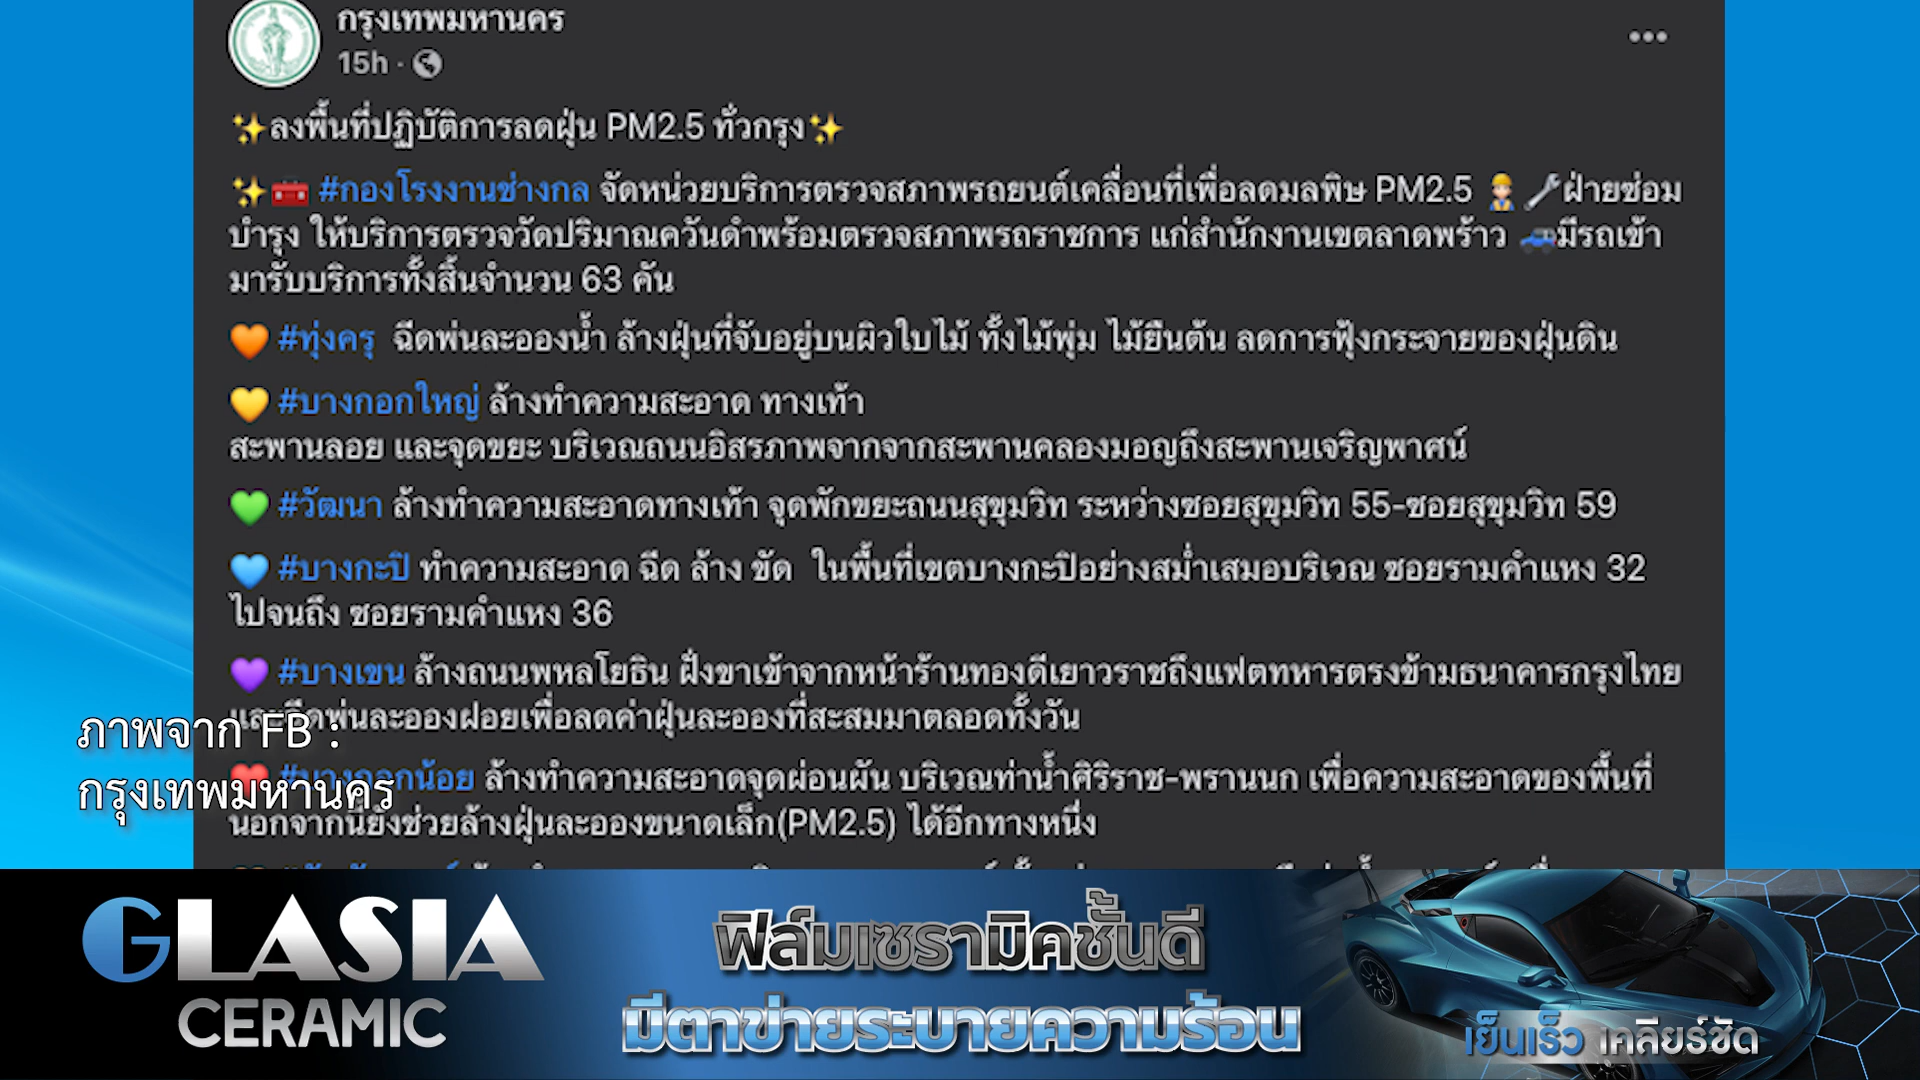 กรุงเทพมหานคร
15h ·
ลงพื้นที่ปฏิบัติการลดฝุ่น PM2.5 ทั่วกรุง
#กองโรงงานช่างกล จัดหน่วยบริการตรวจสภาพรถยนต์เคลื่อนที่เพื่อลดมลพิษ PM2.5 ฝ่ายซ่อม
บำรุง ให้บริการตรวจวัดปริมาณควันดำพร้อมตรวจสภาพรถราชการ แก่สำนักงานเขตลาดพร้าว มีรถเข้า
มารับบริการทั้งสิ้นจำนวน 63 คัน
#ทุ่งครุ ฉีดพ่นละอองน้ำ ล้างฝุ่นที่จับอยู่บนผิวใบไม้ ทั้งไม้พุ่ม ไม้ยืนต้น ลดการฟุ้งกระจายของฝุ่นดิน
#บางกอกใหญ่ ล้างทำความสะอาด ทางเท้า
สะพานลอย และจุดขยะ บริเวณถนนอิสรภาพจากจากสะพานคลองมอญถึงสะพานเจริญพาศน์
#วัฒนา ล้างทำความสะอาดทางเท้า จุดพักขยะถนนสุขุมวิท ระหว่างซอยสุขุมวิท 55-ซอยสุขุมวิท 59
#บางกะปิ ทำความสะอาด ฉีด ล้าง ขัด ในพื้นที่เขตบางกะปิอย่างสม่ำเสมอบริเวณ ซอยรามคำแหง 32
ไปจนถึง ซอยรามคำแหง 36
#บางเขน ล้างถนนพหลโยธิน ฝั่งขาเข้าจากหน้าร้านทองดีเยาวราชถึงแฟตทหารตรงข้ามธนาคารกรุงไทย
และฉีดพ่นละอองฝอยเพื่อลดค่าฝุ่นละอองที่สะสมมาตลอดทั้งวัน
#บางกอกน้อย ล้างทำความสะอาดจุดผ่อนผัน บริเวณท่าน้ำศิริราช-พรานนก เพื่อความสะอาดของพื้นที่
นอกจากนี้ยังช่วยล้างฝุ่นละอองขนาดเล็ก(PM2.5) ได้อีกทางหนึ่ง
ภาพจาก FB :
กรุงเทพมหานคร
GLASIA
CERAMIC
ฟิล์มเซรามิคชั้นดี
มีตาข่ายระบายความร้อน
เย็นเร็ว เคลียร์ชัด